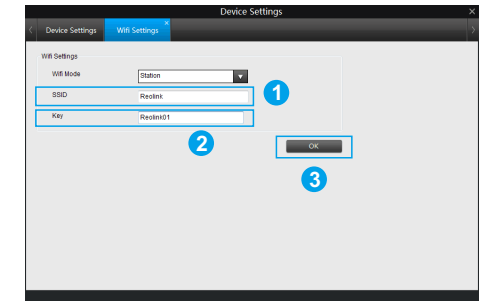 Device Settings
Device Settings
Wifi Settings
Wifi Settings
Wifi Mode
Station
SSID
Reolink
1
Key
Reolink01
2
OK
3